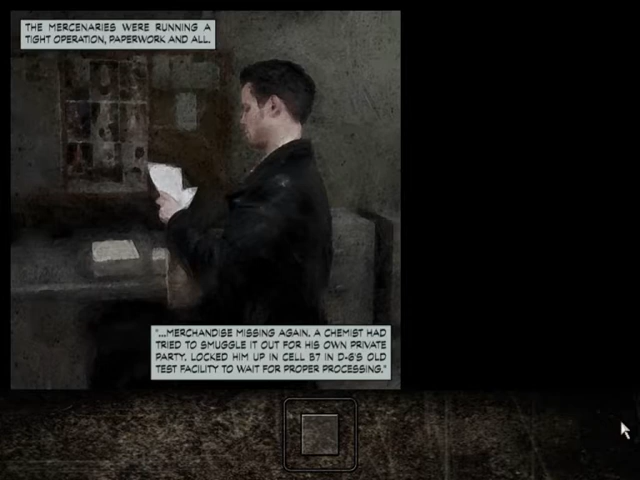 THE MERCENARIES WERE RUNNING A
TIGHT OPERATION, PAPERWORK AND ALL.
"...MERCHANDISE MISSING AGAIN. A CHEMIST HAD
TRIED TO SMUGGLE IT OUT FOR HIS OWN PRIVATE
PARTY. LOCKED HIM UP IN CELL B7 IN D-6'S OLD
TEST FACILITY TO WAIT FOR PROPER PROCESSING."